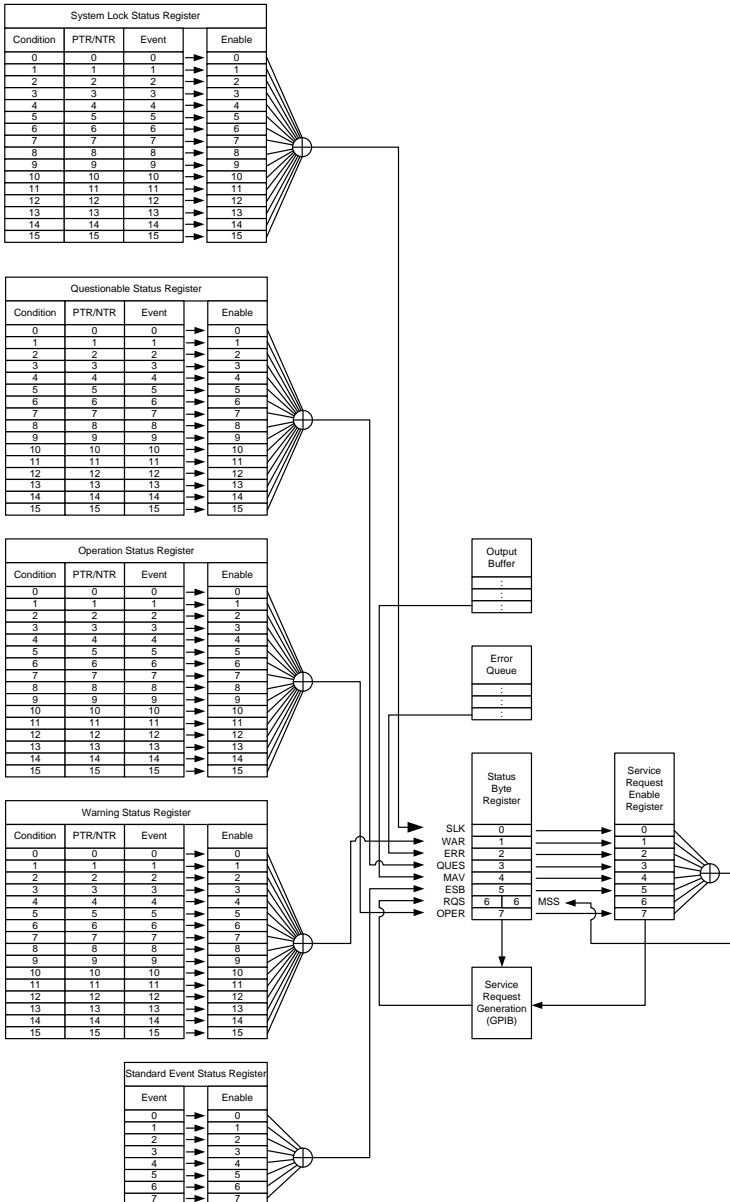 System Lock Status Register
Condition PTR/NTR Event Enable
0 0 0 0
1 1 1 1
2 2 2 2
3 3 3 3
4 4 4 4
5 5 5 5
6 6 6 6
7 7 7 7
8 8 8 8
9 9 9 9
10 10 10 10
11 11 11 11
12 12 12 12
13 13 13 13
14 14 14 14
15 15 15 15
Questionable Status Register
Condition PTR/NTR Event Enable
0 0 0 0
1 1 1 1
2 2 2 2
3 3 3 3
4 4 4 4
5 5 5 5
6 6 6 6
7 7 7 7
8 8 8 8
9 9 9 9
10 10 10 10
11 11 11 11
12 12 12 12
13 13 13 13
14 14 14 14
15 15 15 15
Operation Status Register
Condition PTR/NTR Event Enable
0 0 0 0
1 1 1 1
2 2 2 2
3 3 3 3
4 4 4 4
5 5 5 5
6 6 6 6
7 7 7 7
8 8 8 8
9 9 9 9
10 10 10 10
11 11 11 11
12 12 12 12
13 13 13 13
14 14 14 14
15 15 15 15
Output
Buffer
:
:
:
Error
Queue
:
:
:
Warning Status Register
Condition PTR/NTR Event Enable
0 0 0 0
1 1 1 1
2 2 2 2
3 3 3 3
4 4 4 4
5 5 5 5
6 6 6 6
7 7 7 7
8 8 8 8
9 9 9 9
10 10 10 10
11 11 11 11
12 12 12 12
13 13 13 13
14 14 14 14
15 15 15 15
Status
Byte
Register
Service
Request
Enable
Register
SLK 0 0
WAR 1 1
ERR 2 2
QUES 3 3
MAV 4 4
ESB 5 5
RQS 6 6 MSS 6
OPER 7 7
Service
Request
Generation
(GPIB)
Standard Event Status Register
Event Enable
0 0
1 1
2 2
3 3
4 4
5 5
6 6
7 7